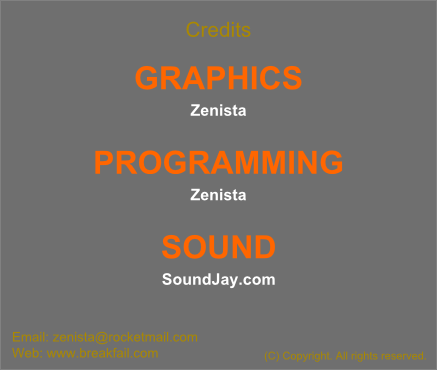 Credits
GRAPHICS
Zenista
PROGRAMMING
Zenista
SOUND
SoundJay.com
Email: zenista@rocketmail.com
Web: www.breakfail.com
(C) Copyright. All rights reserved.